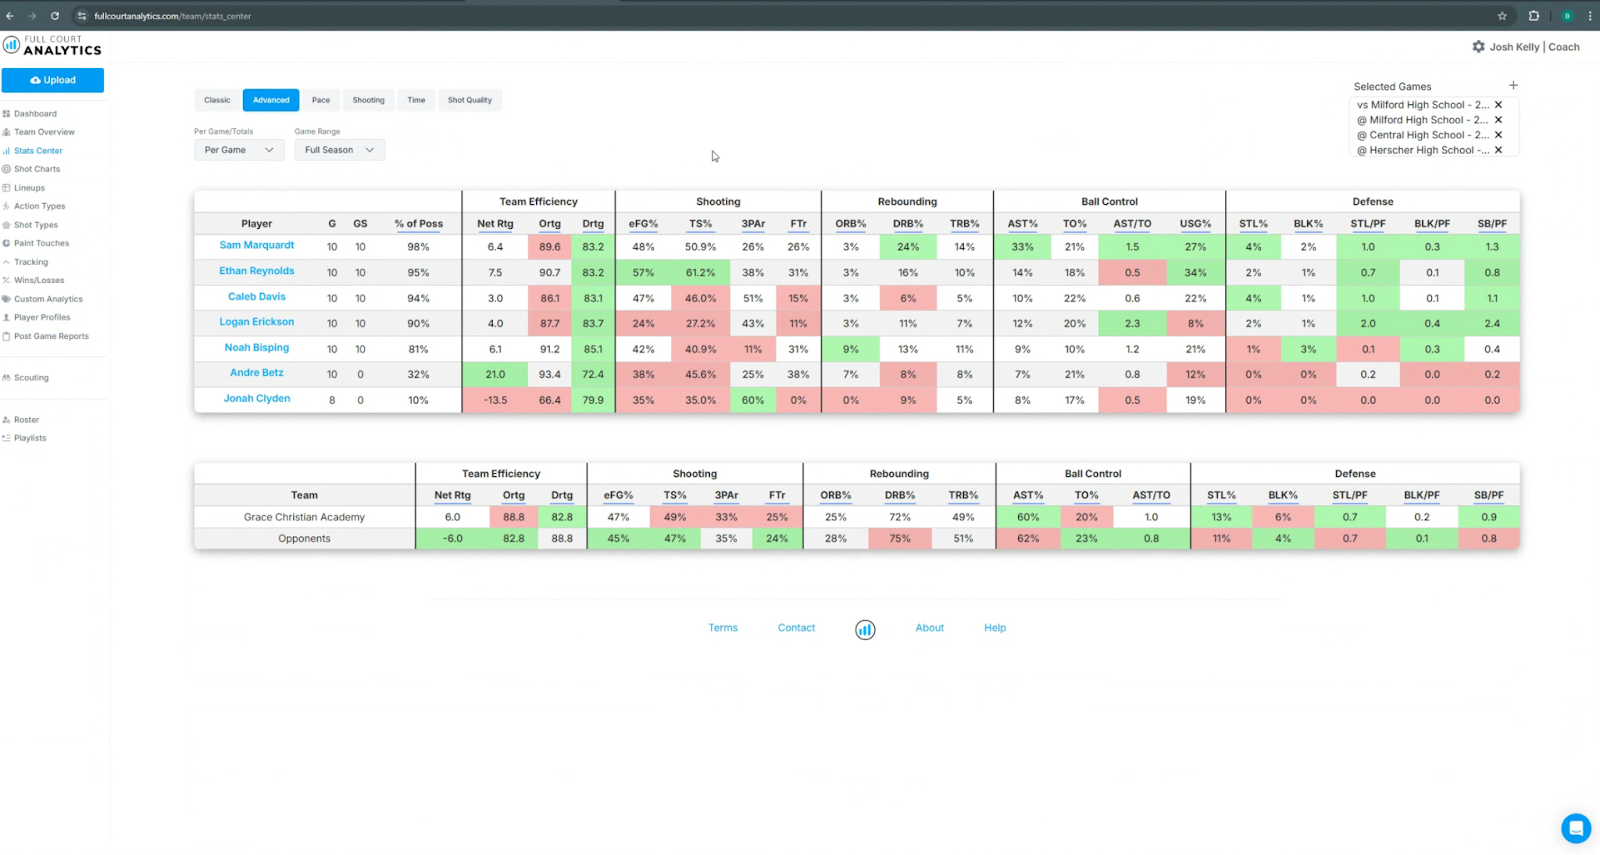 fullcourtanalytics.com/team/stats_center
FULL COURT
ANALYTICS
Josh Kelly | Coach
Upload
Dashboard
Team Overview
Stats Center
Shot Charts
Lineups
Action Types
Shot Types
Paint Touches
Tracking
Wins/Losses
Custom Analytics
Player Profiles
Post Game Reports
Scouting
Roster
Playlists
Classic Advanced Pace Shooting Time Shot Quality
Per Game/Totals Game Range
Per Game Full Season
Selected Games +
vs Milford High School - 2... X
@ Milford High School - 2... X
@ Central High School - 2... X
@ Herscher High School -... X
Team Efficiency Shooting Rebounding Ball Control Defense
Player G GS % of Poss Net Rtg Ortg Drtg eFG% TS% 3PAr FTr ORB% DRB% TRB% AST% TO% AST/TO USG% STL% BLK% STL/PF BLK/PF SB/PF
Sam Marquardt 10 10 98% 6.4 89.6 83.2 48% 50.9% 26% 26% 3% 24% 14% 33% 21% 1.5 27% 4% 2% 1.0 0.3 1.3
Ethan Reynolds 10 10 95% 7.5 90.7 83.2 57% 61.2% 38% 31% 3% 16% 10% 14% 18% 0.5 34% 2% 1% 0.7 0.1 0.8
Caleb Davis 10 10 94% 3.0 86.1 83.1 47% 46.0% 51% 15% 3% 6% 5% 10% 22% 0.6 22% 4% 1% 1.0 0.1 1.1
Logan Erickson 10 10 90% 4.0 87.7 83.7 24% 27.2% 43% 11% 3% 11% 7% 12% 20% 2.3 8% 2% 1% 2.0 0.4 2.4
Noah Bisping 10 10 81% 6.1 91.2 85.1 42% 40.9% 11% 31% 9% 13% 11% 9% 10% 1.2 21% 1% 3% 0.1 0.3 0.4
Andre Betz 10 0 32% 21.0 93.4 72.4 38% 45.6% 25% 38% 7% 8% 8% 7% 21% 0.8 12% 0% 0% 0.2 0.0 0.2
Jonah Clyden 8 0 10% -13.5 66.4 79.9 35% 35.0% 60% 0% 0% 9% 5% 8% 17% 0.5 19% 0% 0% 0.0 0.0 0.0
Team Efficiency Shooting Rebounding Ball Control Defense
Team Net Rtg Ortg Drtg eFG% TS% 3PAr FTr ORB% DRB% TRB% AST% TO% AST/TO STL% BLK% STL/PF BLK/PF SB/PF
Grace Christian Academy 6.0 88.8 82.8 47% 49% 33% 25% 25% 72% 49% 60% 20% 1.0 13% 6% 0.7 0.2 0.9
Opponents -6.0 82.8 88.8 45% 47% 35% 24% 28% 75% 51% 62% 23% 0.8 11% 4% 0.7 0.1 0.8
Terms Contact About Help